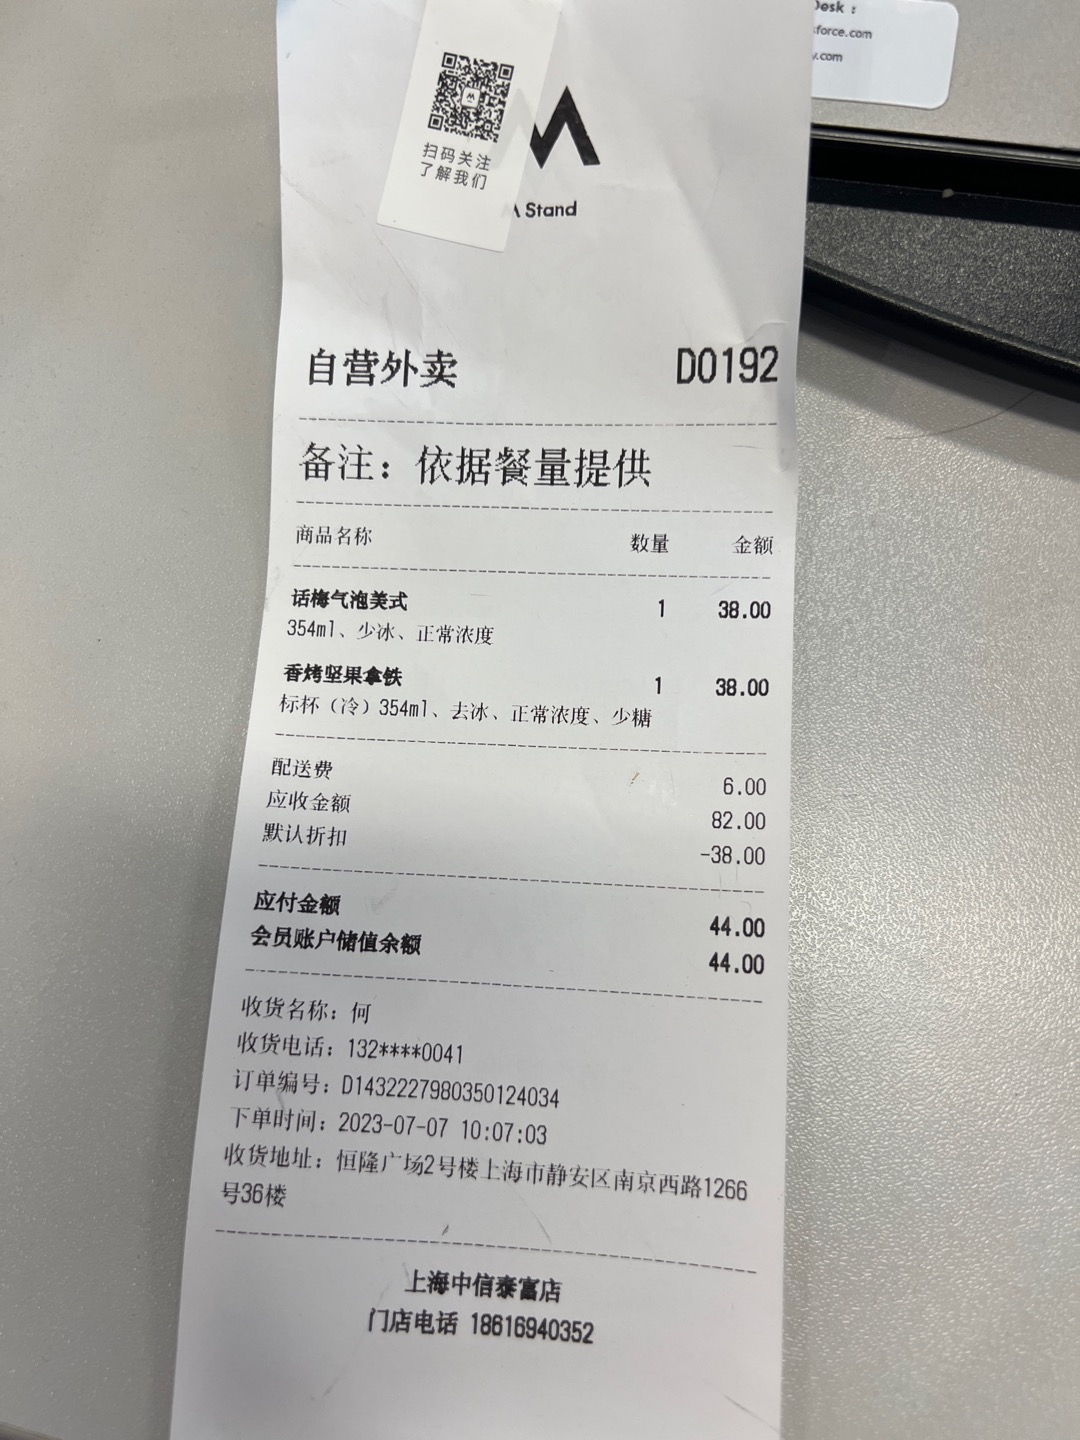 Desk :
force.com
y.com
扫码关注
了解我们
Stand
自营外卖 D0192
备注：依据餐量提供
商品名称 数量 金额
话梅气泡美式 1 38.00
354ml、少冰、正常浓度
香烤坚果拿铁 1 38.00
标杯（冷）354ml、去冰、正常浓度、少糖
配送费 6.00
应收金额 82.00
默认折扣 -38.00
应付金额 44.00
会员账户储值余额 44.00
收货名称：何
收货电话：132****0041
订单编号：D1432227980350124034
下单时间：2023-07-07 10:07:03
收货地址：恒隆广场2号楼上海市静安区南京西路1266
号36楼
上海中信泰富店
门店电话 18616940352